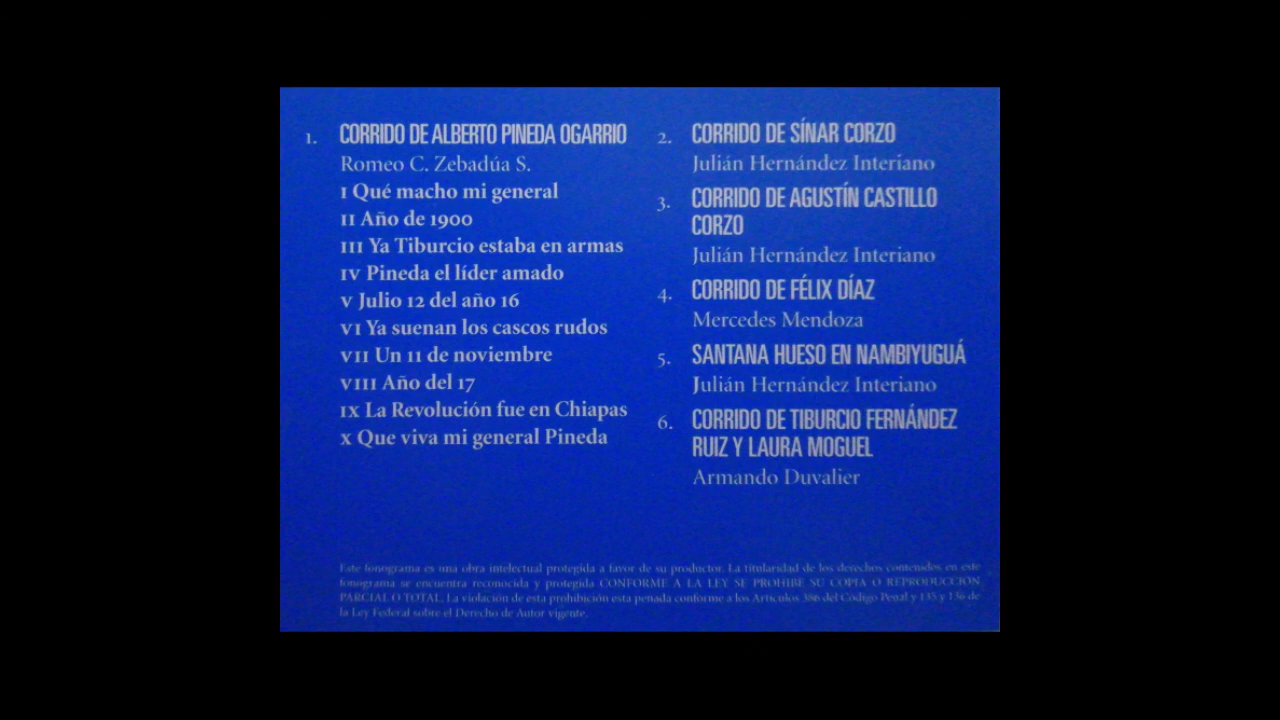 1. CORRIDO DE ALBERTO PINEDA OGARRIO
Romeo C. Zebadúa S.
I Qué macho mi general
II Año de 1900
III Ya Tiburcio estaba en armas
IV Pineda el líder amado
V Julio 12 del año 16
VI Ya suenan los cascos rudos
VII Un 11 de noviembre
VIII Año del 17
IX La Revolución fue en Chiapas
X Que viva mi general Pineda
2. CORRIDO DE SÍNAR CORZO
Julián Hernández Interiano
3. CORRIDO DE AGUSTÍN CASTILLO
CORZO
Julián Hernández Interiano
4. CORRIDO DE FÉLIX DÍAZ
Mercedes Mendoza
5. SANTANA HUESO EN NAMBIYUGUÁ
Julián Hernández Interiano
6. CORRIDO DE TIBURCIO FERNÁNDEZ
RUIZ Y LAURA MOGUEL
Armando Duvalier
Este fonograma es una obra intelectual protegida a favor de su productor. La titularidad de los derechos contenidos en este
fonograma se encuentra reconocida y protegida CONFORME A LA LEY SE PROHIBE SU COPIA O REPRODUCCION
PARCIAL O TOTAL. La violación de esta prohibición esta penada conforme a los Artículos 386 del Código Penal y 135 y 136 de
la Ley Federal sobre el Derecho de Autor vigente.